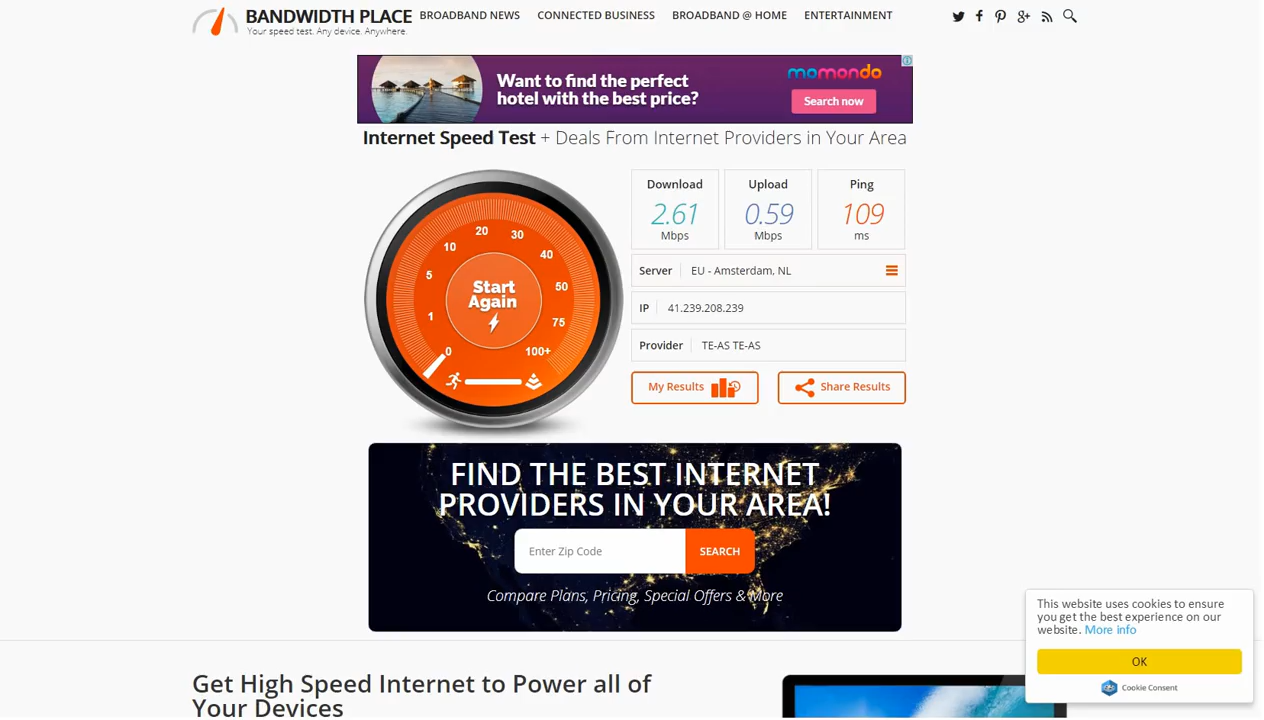 BANDWIDTH PLACE
Your speed test. Any device. Anywhere.
BROADBAND NEWS CONNECTED BUSINESS BROADBAND @ HOME ENTERTAINMENT
Want to find the perfect
hotel with the best price?
momondo
Search now
Internet Speed Test + Deals From Internet Providers in Your Area
20
30
10
40
5
50
1
75
0
100+
Start
Again
Download
2.61
Mbps
Upload
0.59
Mbps
Ping
109
ms
Server EU - Amsterdam, NL
IP 41.239.208.239
Provider TE-AS TE-AS
My Results
Share Results
FIND THE BEST INTERNET
PROVIDERS IN YOUR AREA!
Enter Zip Code SEARCH
Compare Plans, Pricing, Special Offers & More
This website uses cookies to ensure
you get the best experience on our
website. More info
OK
Cookie Consent
Get High Speed Internet to Power all of
Your Devices